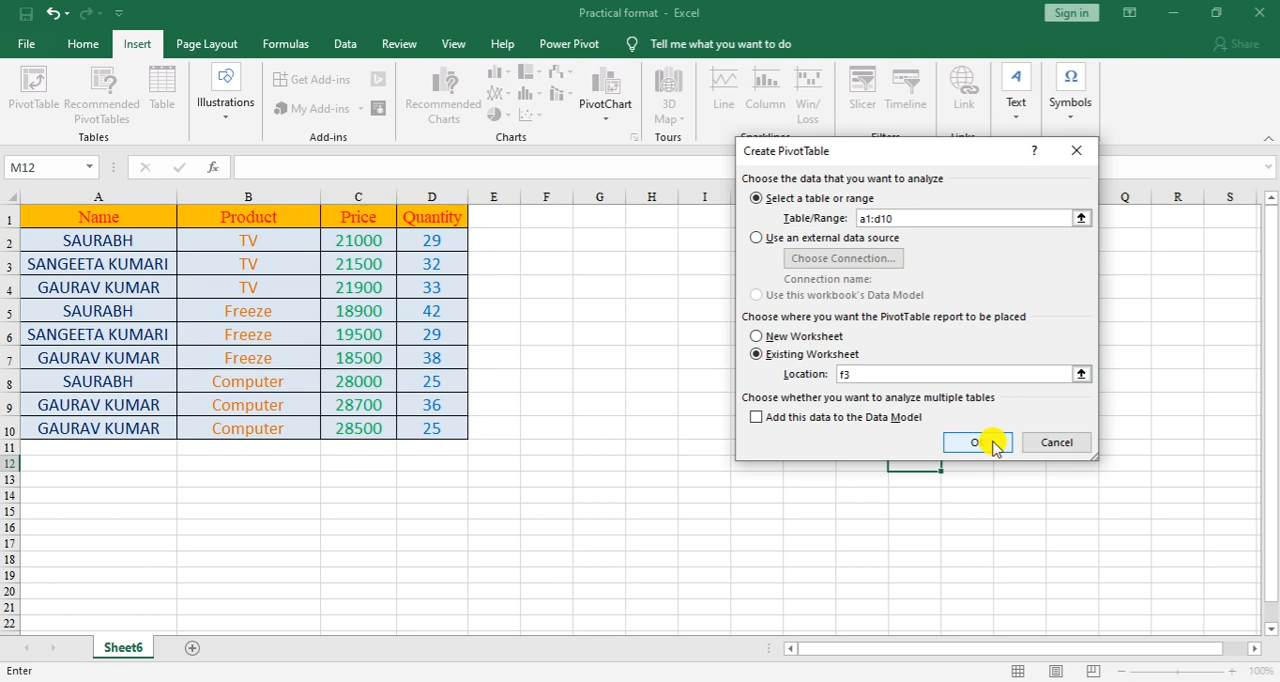 Practical format - Excel
Sign in
File Home Insert Page Layout Formulas Data Review View Help Power Pivot Tell me what you want to do Share
PivotTable Recommended PivotTables Table
Tables
Illustrations
Get Add-ins
My Add-ins
Add-ins
Recommended Charts
PivotChart
Charts
3D Map
Tours
Line Column Win/Loss
Sparklines
Slicer Timeline
Filters
Link
Links
Text
Symbols
M12 fx
A B C D E F G H I Q R S
1 Name Product Price Quantity
2 SAURABH TV 21000 29
3 SANGEETA KUMARI TV 21500 32
4 GAURAV KUMAR TV 21900 33
5 SAURABH Freeze 18900 42
6 SANGEETA KUMARI Freeze 19500 29
7 GAURAV KUMAR Freeze 18500 38
8 SAURABH Computer 28000 25
9 GAURAV KUMAR Computer 28700 36
10 GAURAV KUMAR Computer 28500 25
11
12
13
14
15
16
17
18
19
20
21
22
Create PivotTable ?
Choose the data that you want to analyze
Select a table or range
Table/Range: a1:d10
Use an external data source
Choose Connection...
Connection name:
Use this workbook's Data Model
Choose where you want the PivotTable report to be placed
New Worksheet
Existing Worksheet
Location: f3
Choose whether you want to analyze multiple tables
Add this data to the Data Model
Cancel
Sheet6
Enter
100%